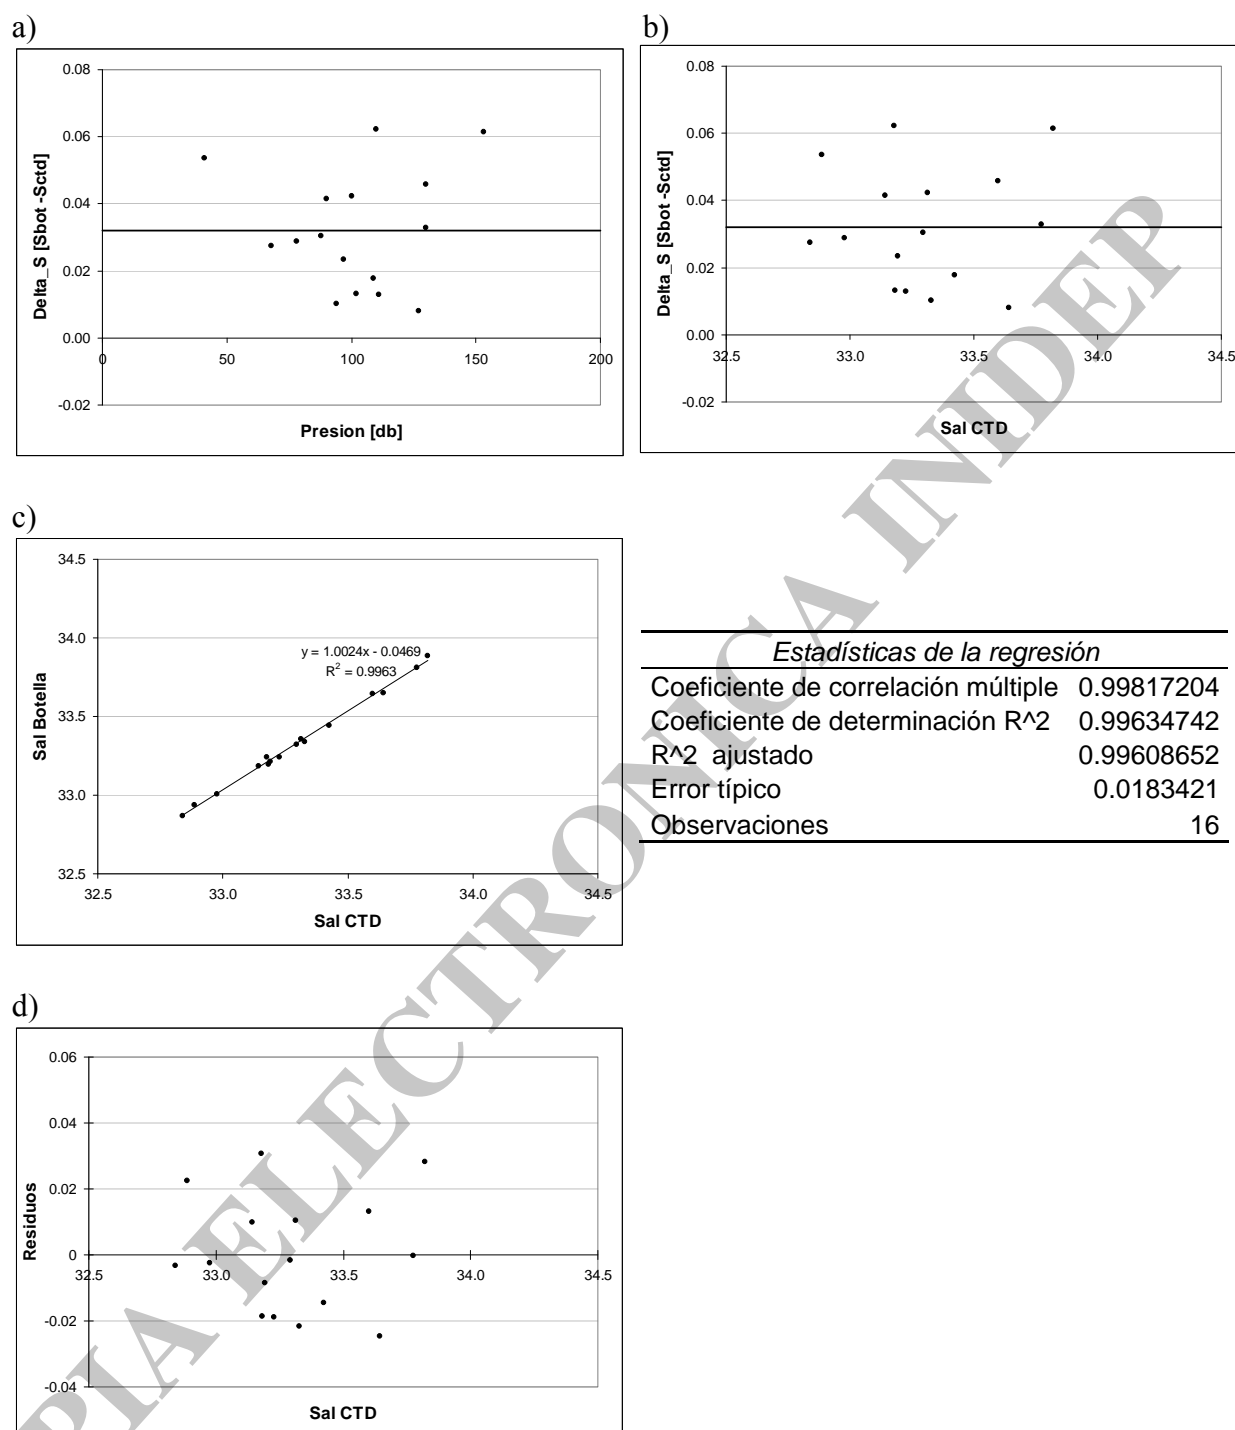 a)
0.08
0.06
0.04
0.02
0.00
-0.02
0
50
100
150
200
Delta_S [Sbot -Sctd]
Presion [db]
b)
0.08
0.06
0.04
0.02
0.00
-0.02
32.5
33.0
33.5
34.0
34.5
Delta_S [Sbot -Sctd]
Sal CTD
c)
34.5
34.0
33.5
33.0
32.5
32.5
33.0
33.5
34.0
34.5
y = 1.0024x - 0.0469
R² = 0.9963
Sal Botella
Sal CTD
Estadísticas de la regresión
Coeficiente de correlación múltiple 0.99817204
Coeficiente de determinación R^2 0.99634742
R^2 ajustado 0.99608652
Error típico 0.0183421
Observaciones 16
d)
0.06
0.04
0.02
0
-0.02
-0.04
32.5
33.0
33.5
34.0
34.5
Residuos
Sal CTD
PIA ELECTRONICA INIDEP